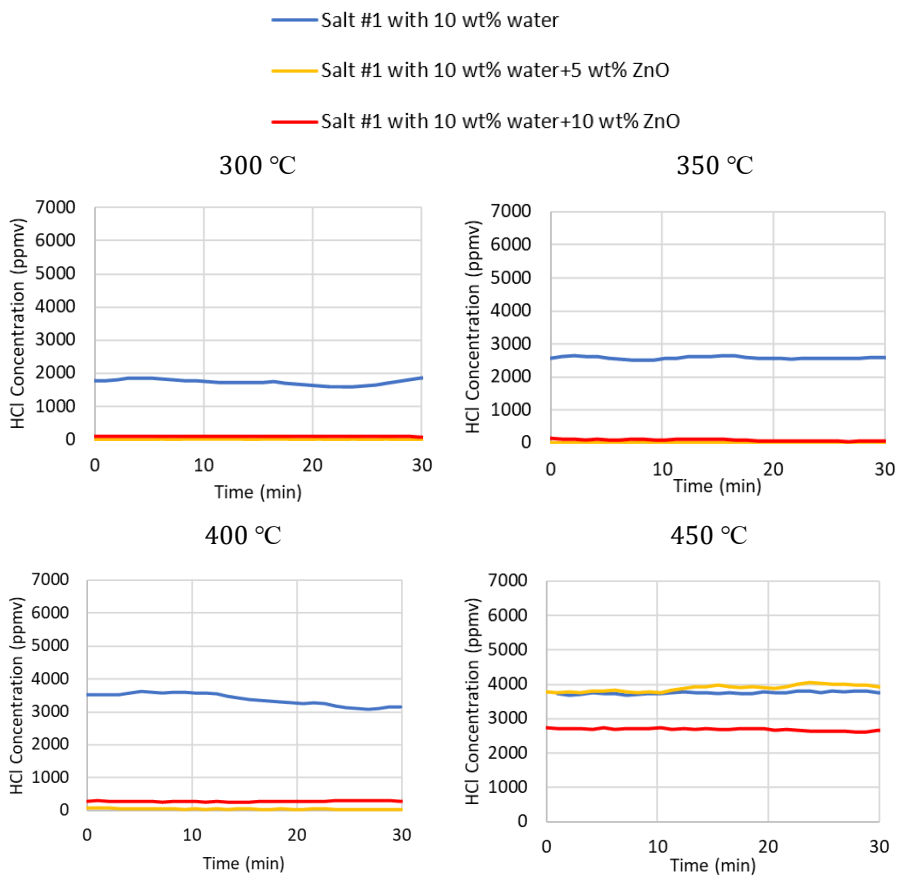 Salt #1 with 10 wt% water
Salt #1 with 10 wt% water+5 wt% ZnO
Salt #1 with 10 wt% water+10 wt% ZnO
300 ℃
HCl Concentration (ppmv)
7000
6000
5000
4000
3000
2000
1000
0
0 10 20 30
Time (min)
350 ℃
HCl Concentration (ppmv)
7000
6000
5000
4000
3000
2000
1000
0
0 10 20 30
Time (min)
400 ℃
HCl Concentration (ppmv)
7000
6000
5000
4000
3000
2000
1000
0
0 10 20 30
Time (min)
450 ℃
HCl Concentration (ppmv)
7000
6000
5000
4000
3000
2000
1000
0
0 10 20 30
Time (min)